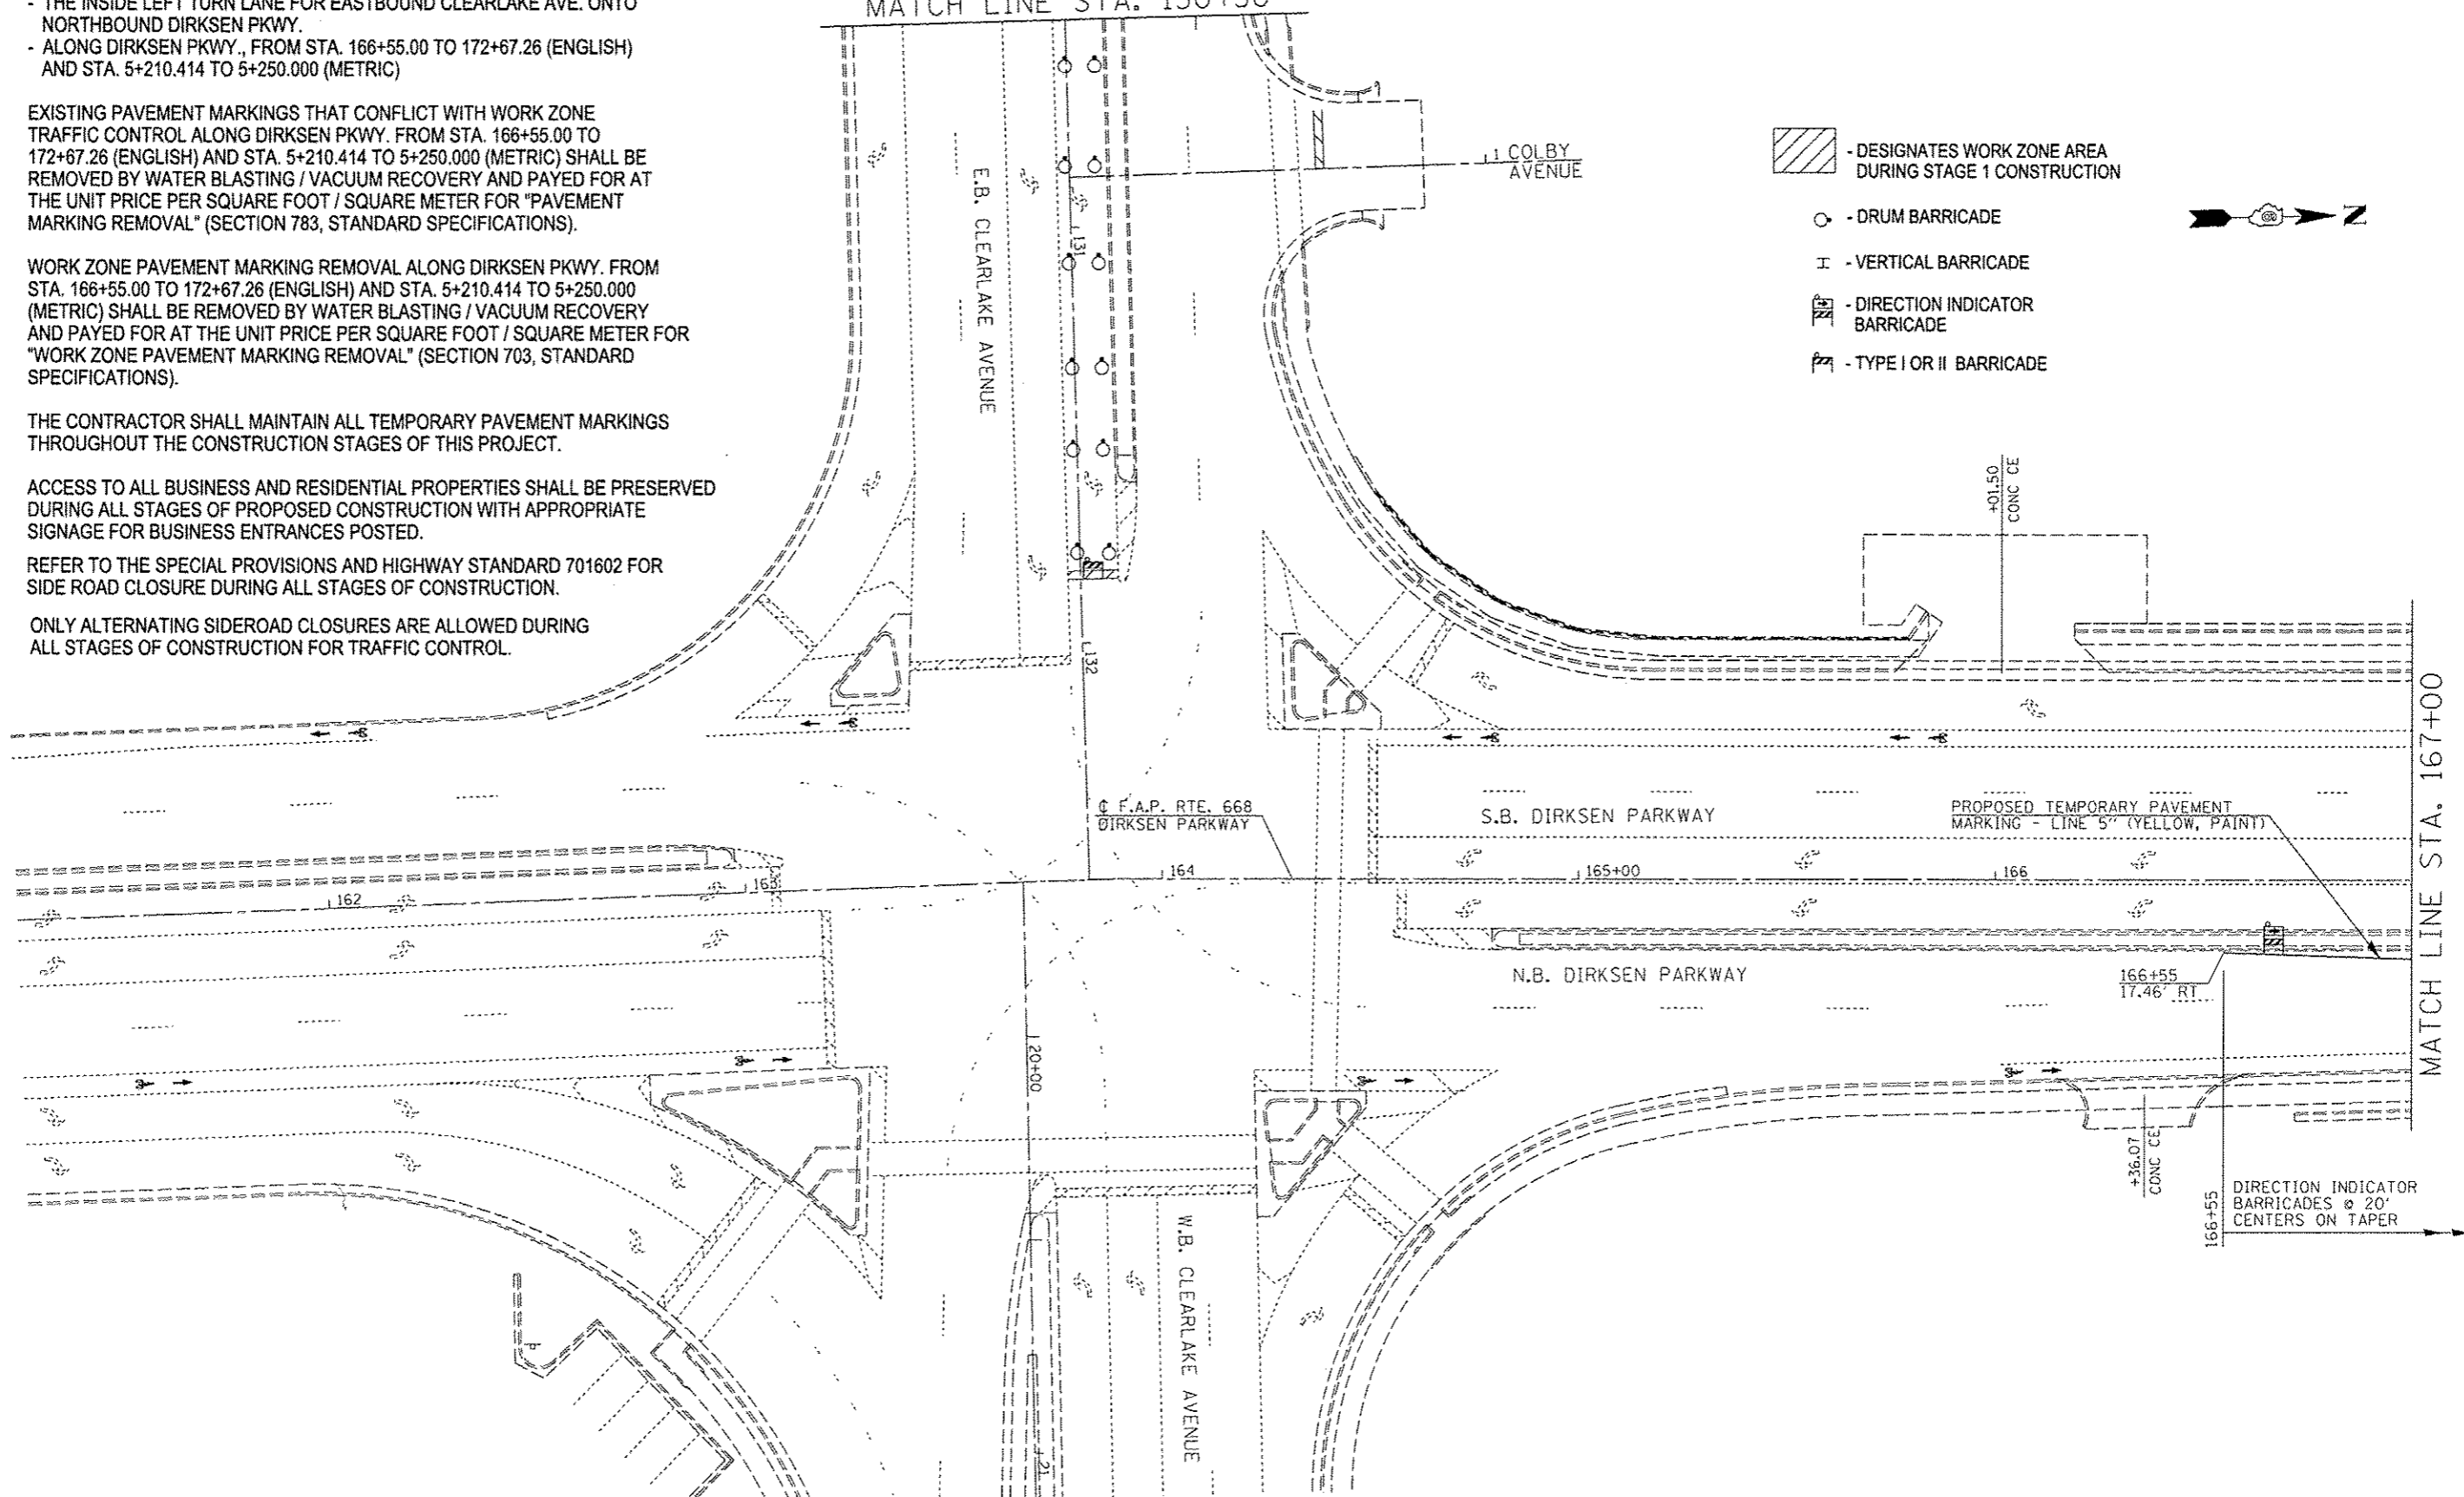 - THE INSIDE LEFT TURN LANE FOR EASTBOUND CLEARLAKE AVE. ONTO
NORTHBOUND DIRKSEN PKWY.
- ALONG DIRKSEN PKWY., FROM STA. 166+55.00 TO 172+67.26 (ENGLISH)
AND STA. 5+210.414 TO 5+250.000 (METRIC)
EXISTING PAVEMENT MARKINGS THAT CONFLICT WITH WORK ZONE
TRAFFIC CONTROL ALONG DIRKSEN PKWY. FROM STA. 166+55.00 TO
172+67.26 (ENGLISH) AND STA. 5+210.414 TO 5+250.000 (METRIC) SHALL BE
REMOVED BY WATER BLASTING / VACUUM RECOVERY AND PAYED FOR AT
THE UNIT PRICE PER SQUARE FOOT / SQUARE METER FOR "PAVEMENT
MARKING REMOVAL" (SECTION 783, STANDARD SPECIFICATIONS).
WORK ZONE PAVEMENT MARKING REMOVAL ALONG DIRKSEN PKWY. FROM
STA. 166+55.00 TO 172+67.26 (ENGLISH) AND STA. 5+210.414 TO 5+250.000
(METRIC) SHALL BE REMOVED BY WATER BLASTING / VACUUM RECOVERY
AND PAYED FOR AT THE UNIT PRICE PER SQUARE FOOT / SQUARE METER FOR
"WORK ZONE PAVEMENT MARKING REMOVAL" (SECTION 703, STANDARD
SPECIFICATIONS).
THE CONTRACTOR SHALL MAINTAIN ALL TEMPORARY PAVEMENT MARKINGS
THROUGHOUT THE CONSTRUCTION STAGES OF THIS PROJECT.
ACCESS TO ALL BUSINESS AND RESIDENTIAL PROPERTIES SHALL BE PRESERVED
DURING ALL STAGES OF PROPOSED CONSTRUCTION WITH APPROPRIATE
SIGNAGE FOR BUSINESS ENTRANCES POSTED.
REFER TO THE SPECIAL PROVISIONS AND HIGHWAY STANDARD 701602 FOR
SIDE ROAD CLOSURE DURING ALL STAGES OF CONSTRUCTION.
ONLY ALTERNATING SIDEROAD CLOSURES ARE ALLOWED DURING
ALL STAGES OF CONSTRUCTION FOR TRAFFIC CONTROL.
MATCH LINE STA.
E.B. CLEARLAKE AVENUE
131
132
1 COLBY
AVENUE
- DESIGNATES WORK ZONE AREA
DURING STAGE 1 CONSTRUCTION
- DRUM BARRICADE
- VERTICAL BARRICADE
- DIRECTION INDICATOR
BARRICADE
- TYPE I OR II BARRICADE
N
+01.50
CONC CE
MATCH LINE STA. 167+00
℄ F.A.P. RTE. 668
DIRKSEN PARKWAY
S.B. DIRKSEN PARKWAY
PROPOSED TEMPORARY PAVEMENT
MARKING - LINE 5" (YELLOW, PAINT)
162
163
164
165+00
166
N.B. DIRKSEN PARKWAY
166+55
17.46' RT
20+00
21
W.B. CLEARLAKE AVENUE
+36.07
CONC CE
166+55
DIRECTION INDICATOR
BARRICADES @ 20'
CENTERS ON TAPER